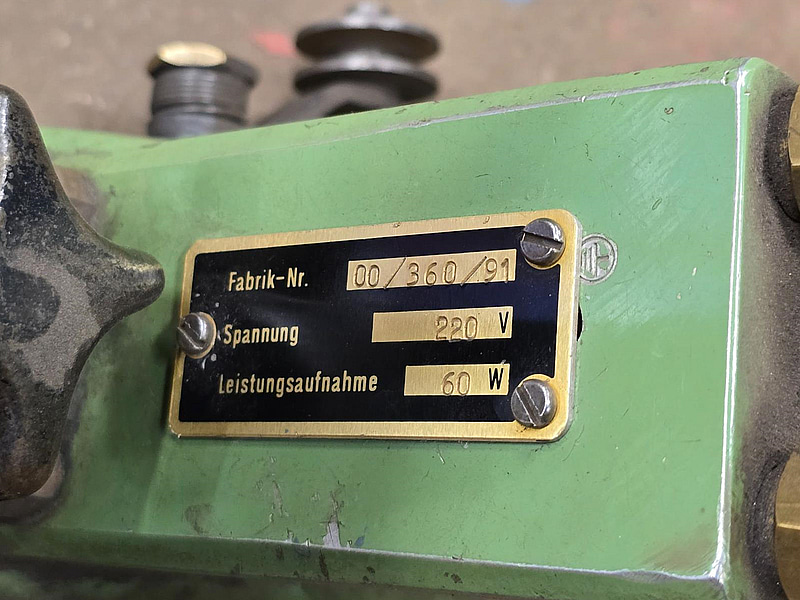 Fabrik-Nr. 00/360/91
Spannung 220 V
Leistungsaufnahme 60 W